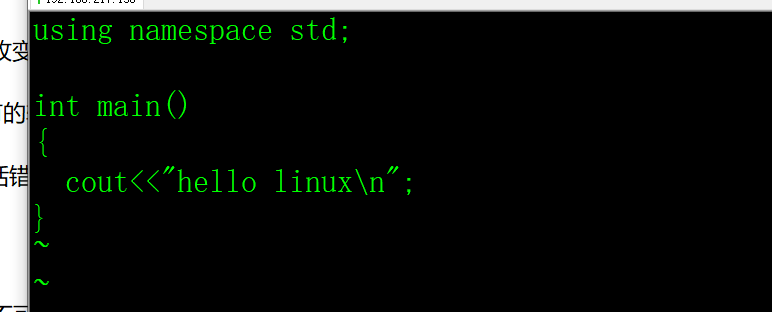 using namespace std;
int main()
{
  cout<<"hello linux\n";
}
~
~